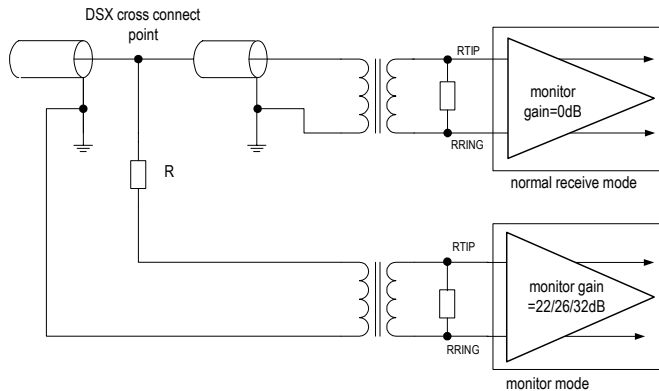 DSX cross connect
point
RTIP
monitor
gain=0dB
RRING
normal receive mode
R
RTIP
monitor gain
=22/26/32dB
RRING
monitor mode